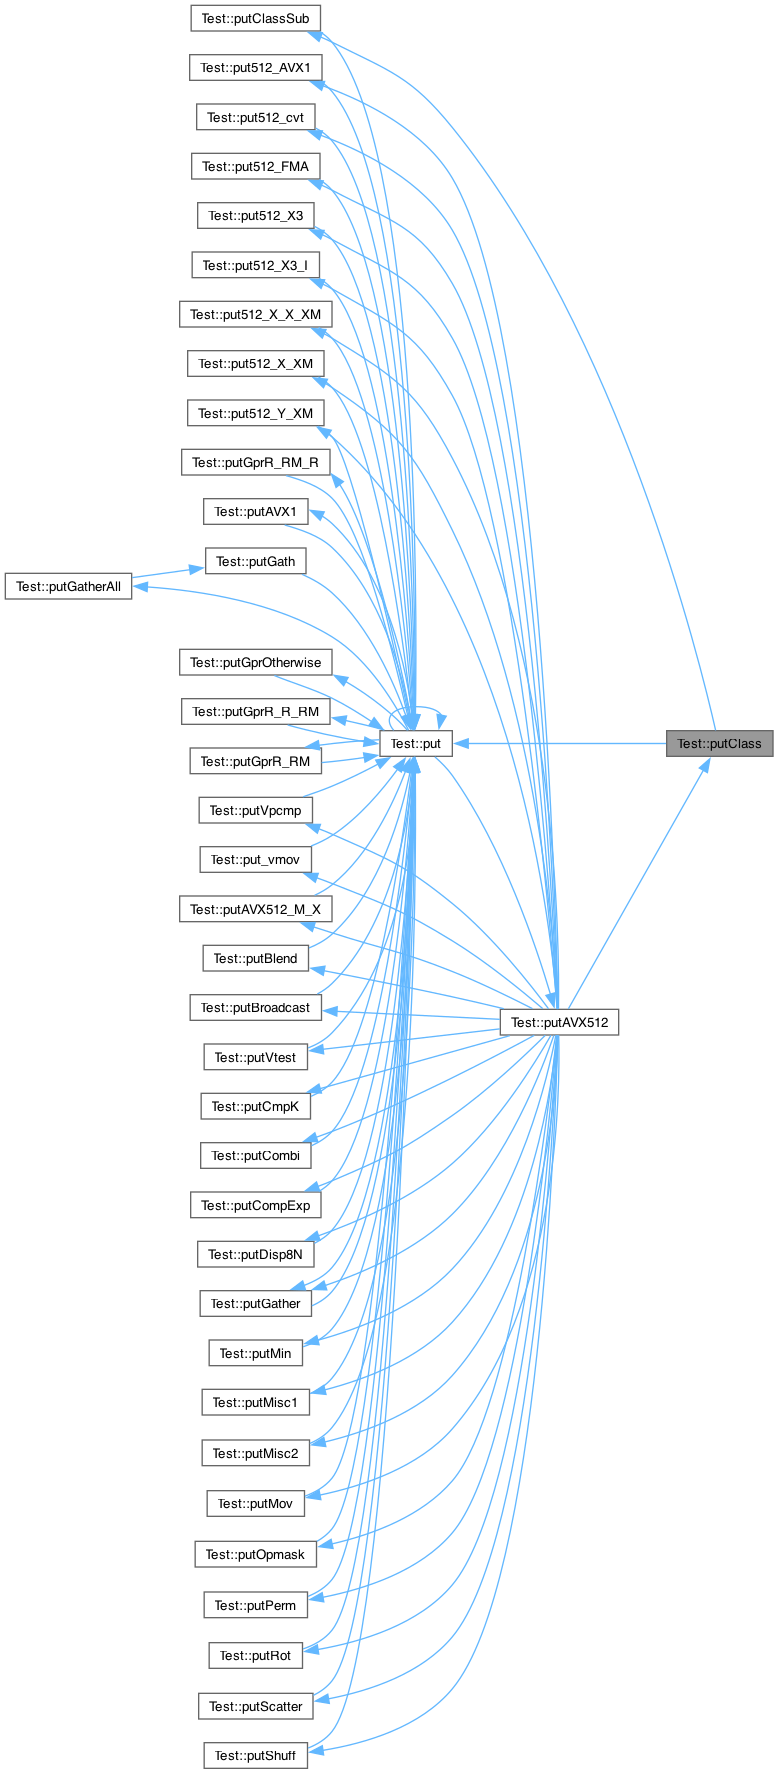 Test::putClassSub
Test::put512_AVX1
Test::put512_cvt
Test::put512_FMA
Test::put512_X3
Test::put512_X3_I
Test::put512_X_X_XM
Test::put512_X_XM
Test::put512_Y_XM
Test::putGprR_RM_R
Test::putAVX1
Test::putGath
Test::putGatherAll
Test::putGprOtherwise
Test::putGprR_R_RM
Test::put
Test::putClass
Test::putGprR_RM
Test::putVpcmp
Test::put_vmov
Test::putAVX512_M_X
Test::putBlend
Test::putBroadcast
Test::putAVX512
Test::putVtest
Test::putCmpK
Test::putCombi
Test::putCompExp
Test::putDisp8N
Test::putGather
Test::putMin
Test::putMisc1
Test::putMisc2
Test::putMov
Test::putOpmask
Test::putPerm
Test::putRot
Test::putScatter
Test::putShuff